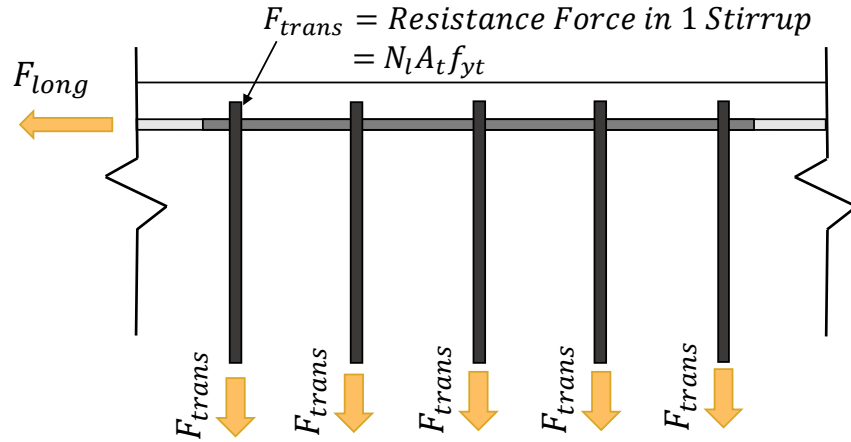 F_trans = Resistance Force in 1 Stirrup
= N_l A_t f_yt
F_long
F_trans
F_trans
F_trans
F_trans
F_trans